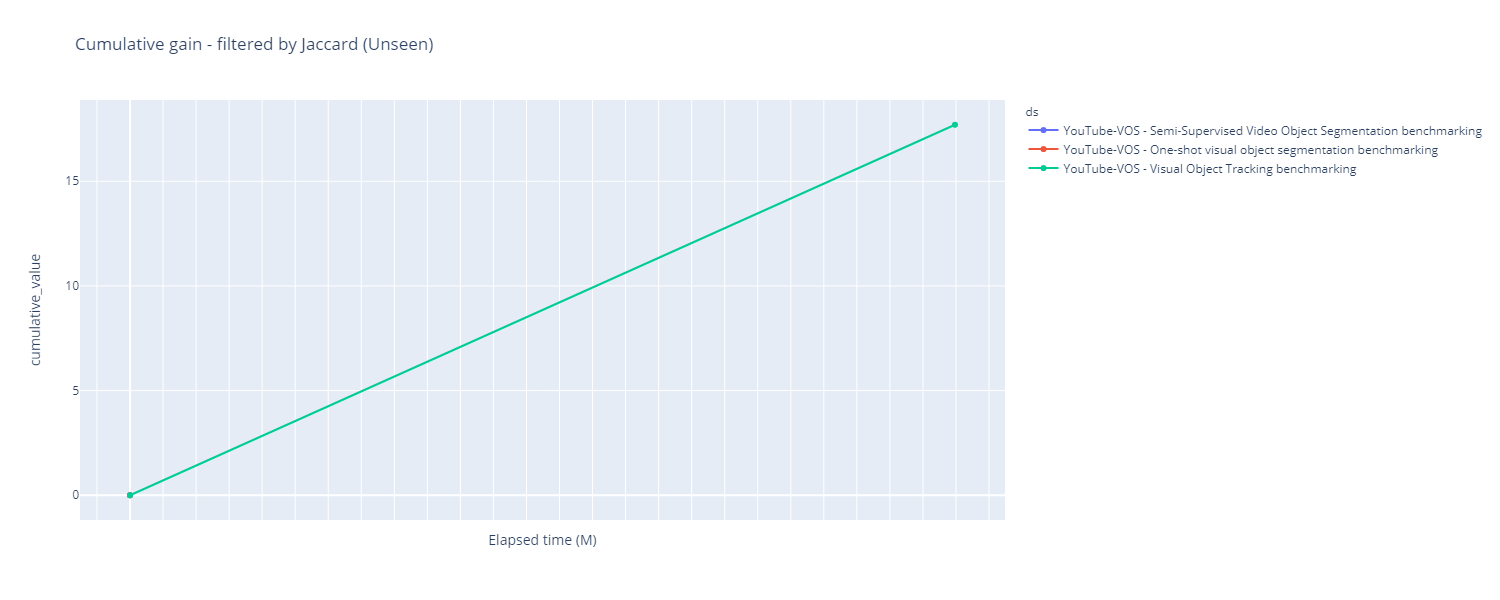 Cumulative gain - filtered by Jaccard (Unseen)
ds
YouTube-VOS - Semi-Supervised Video Object Segmentation benchmarking
YouTube-VOS - One-shot visual object segmentation benchmarking
YouTube-VOS - Visual Object Tracking benchmarking
15
10
5
0
cumulative_value
Elapsed time (M)